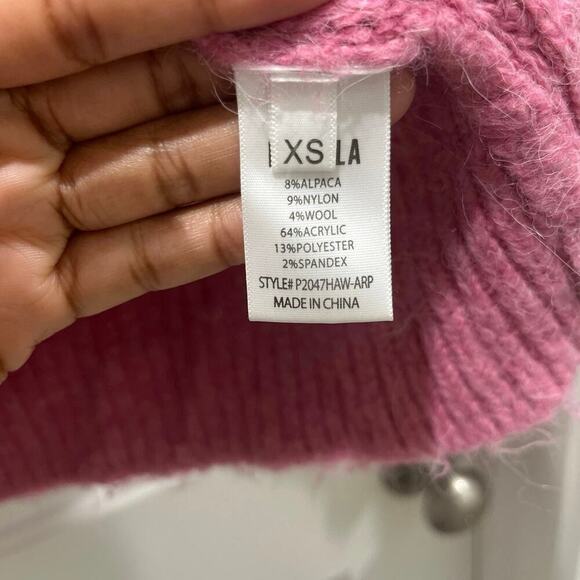 XS LA
8%ALPACA
9%NYLON
4%WOOL
64%ACRYLIC
13%POLYESTER
2%SPANDEX
STYLE# P2047HAW-ARP
MADE IN CHINA